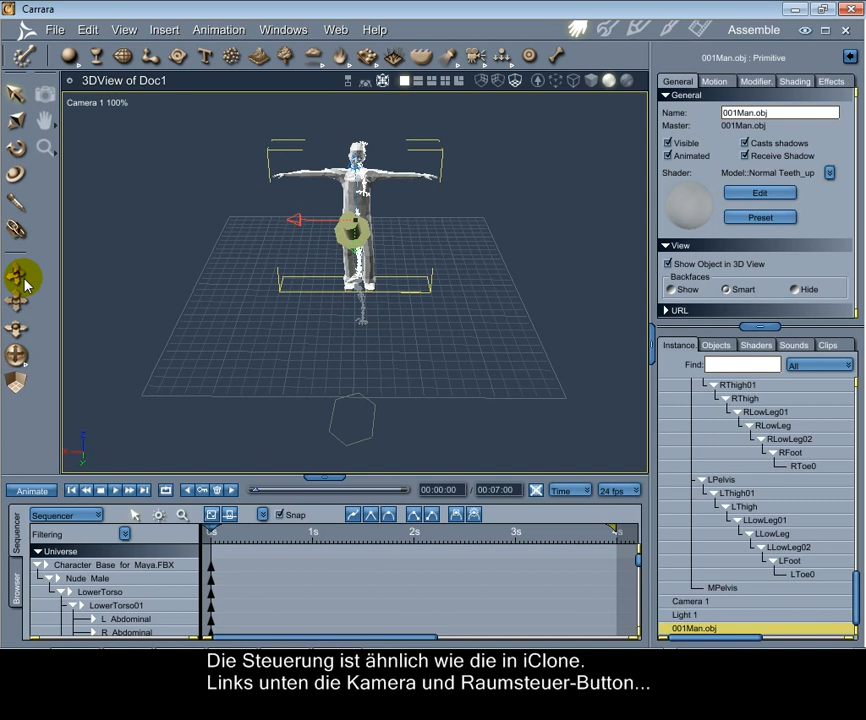 Carrara
File Edit View Insert Animation Windows Web Help Assemble
3DView of Doc1
Camera 1 100%
001Man.obj : Primitive
General Motion Modifier Shading Effects
General
Name: 001Man.obj
Master: 001Man.obj
Visible Casts shadows
Animated Receive Shadow
Shader: Model::Normal Teeth_up
Edit
Preset
View
Show Object in 3D View
Backfaces
Show Smart Hide
URL
Instance Objects Shaders Sounds Clips
Find: All
RThigh01
RThigh
RLowLeg01
RLowLeg
RLowLeg02
RFoot
RToe0
LPelvis
LThigh01
LThigh
LLowLeg01
LLowLeg
LLowLeg02
LFoot
LToe0
MPelvis
Camera 1
Light 1
001Man.obj
Animate 00:00:00 / 00:07:00 Time 24 fps
Sequencer Snap
Filtering 0s 1s 2s 3s 4s
Universe
Character Base for Maya.FBX
Nude Male
LowerTorso
LowerTorso01
L Abdominal
R Abdominal
Sequencer
Browser
Die Steuerung ist ähnlich wie die in iClone.
Links unten die Kamera und Raumsteuer-Button...